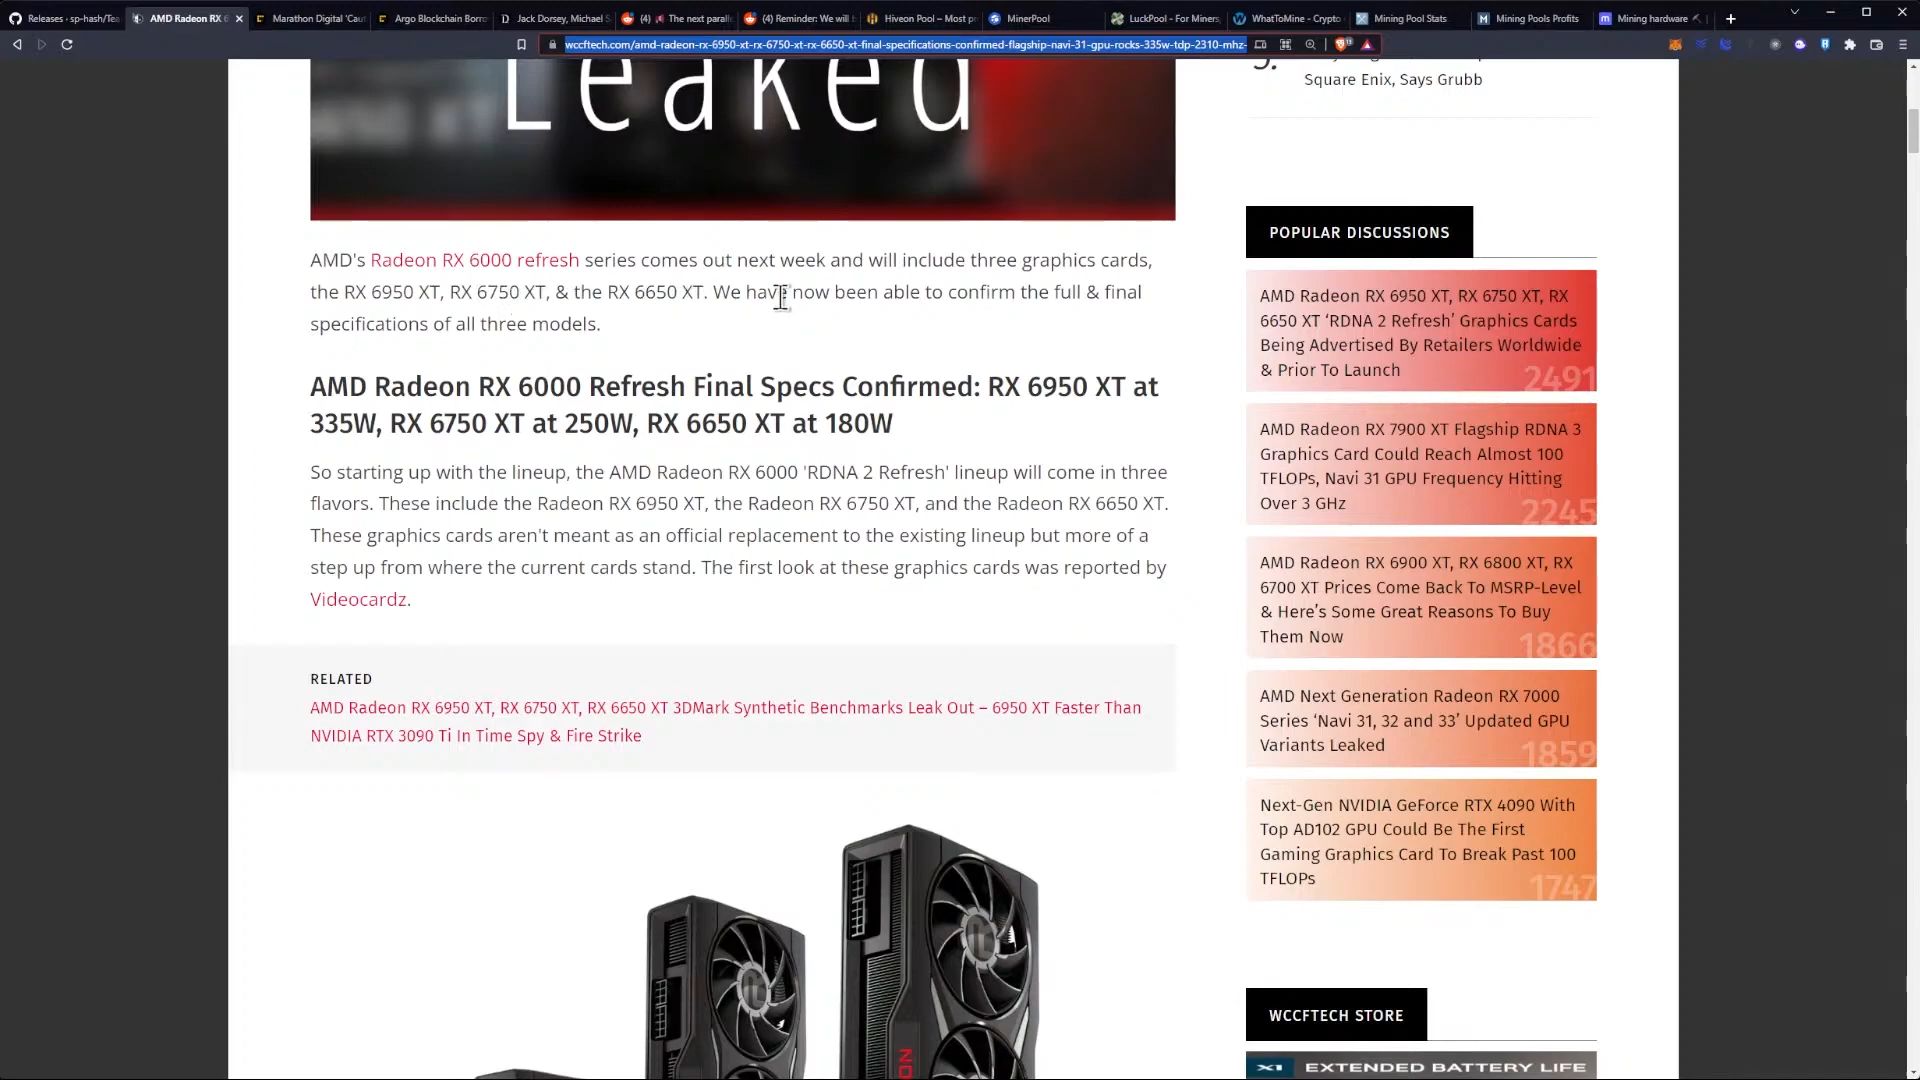 Releases · sp-hash/Tea
AMD Radeon RX 6
Marathon Digital 'Caut
Argo Blockchain Borro
Jack Dorsey, Michael S
(4) The next paralle
(4) Reminder: We will b
Hiveon Pool – Most pr
MinerPool
LuckPool - For Miners,
WhatToMine - Crypto
Mining Pool Stats
Mining Pools Profits
Mining hardware
wccftech.com/amd-radeon-rx-6950-xt-rx-6750-xt-rx-6650-xt-final-specifications-confirmed-flagship-navi-31-gpu-rocks-335w-tdp-2310-mhz-
Leaked
AMD's Radeon RX 6000 refresh series comes out next week and will include three graphics cards,
the RX 6950 XT, RX 6750 XT, & the RX 6650 XT. We have now been able to confirm the full & final
specifications of all three models.
AMD Radeon RX 6000 Refresh Final Specs Confirmed: RX 6950 XT at
335W, RX 6750 XT at 250W, RX 6650 XT at 180W
So starting up with the lineup, the AMD Radeon RX 6000 'RDNA 2 Refresh' lineup will come in three
flavors. These include the Radeon RX 6950 XT, the Radeon RX 6750 XT, and the Radeon RX 6650 XT.
These graphics cards aren't meant as an official replacement to the existing lineup but more of a
step up from where the current cards stand. The first look at these graphics cards was reported by
Videocardz.
RELATED
AMD Radeon RX 6950 XT, RX 6750 XT, RX 6650 XT 3DMark Synthetic Benchmarks Leak Out – 6950 XT Faster Than
NVIDIA RTX 3090 Ti In Time Spy & Fire Strike
Square Enix, Says Grubb
POPULAR DISCUSSIONS
AMD Radeon RX 6950 XT, RX 6750 XT, RX
6650 XT ‘RDNA 2 Refresh’ Graphics Cards
Being Advertised By Retailers Worldwide
& Prior To Launch
2491
AMD Radeon RX 7900 XT Flagship RDNA 3
Graphics Card Could Reach Almost 100
TFLOPs, Navi 31 GPU Frequency Hitting
Over 3 GHz
2245
AMD Radeon RX 6900 XT, RX 6800 XT, RX
6700 XT Prices Come Back To MSRP-Level
& Here’s Some Great Reasons To Buy
Them Now
1866
AMD Next Generation Radeon RX 7000
Series ‘Navi 31, 32 and 33’ Updated GPU
Variants Leaked
1859
Next-Gen NVIDIA GeForce RTX 4090 With
Top AD102 GPU Could Be The First
Gaming Graphics Card To Break Past 100
TFLOPs
1747
WCCFTECH STORE
X1 EXTENDED BATTERY LIFE